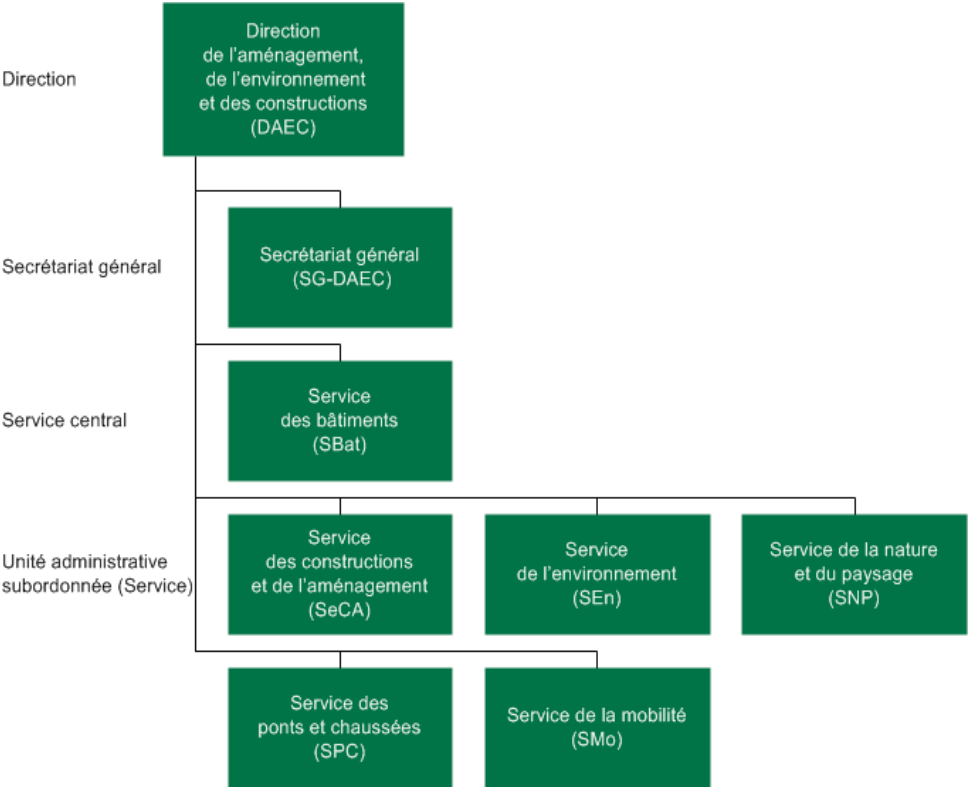 Direction
de l'aménagement,
de l'environnement
et des constructions
(DAEC)
Direction
Secrétariat général
Secrétariat général
(SG-DAEC)
Service central
Service
des bâtiments
(SBat)
Unité administrative
subordonnée (Service)
Service
des constructions
et de l'aménagement
(SeCA)
Service
de l'environnement
(SEn)
Service de la nature
et du paysage
(SNP)
Service des
ponts et chaussées
(SPC)
Service de la mobilité
(SMo)